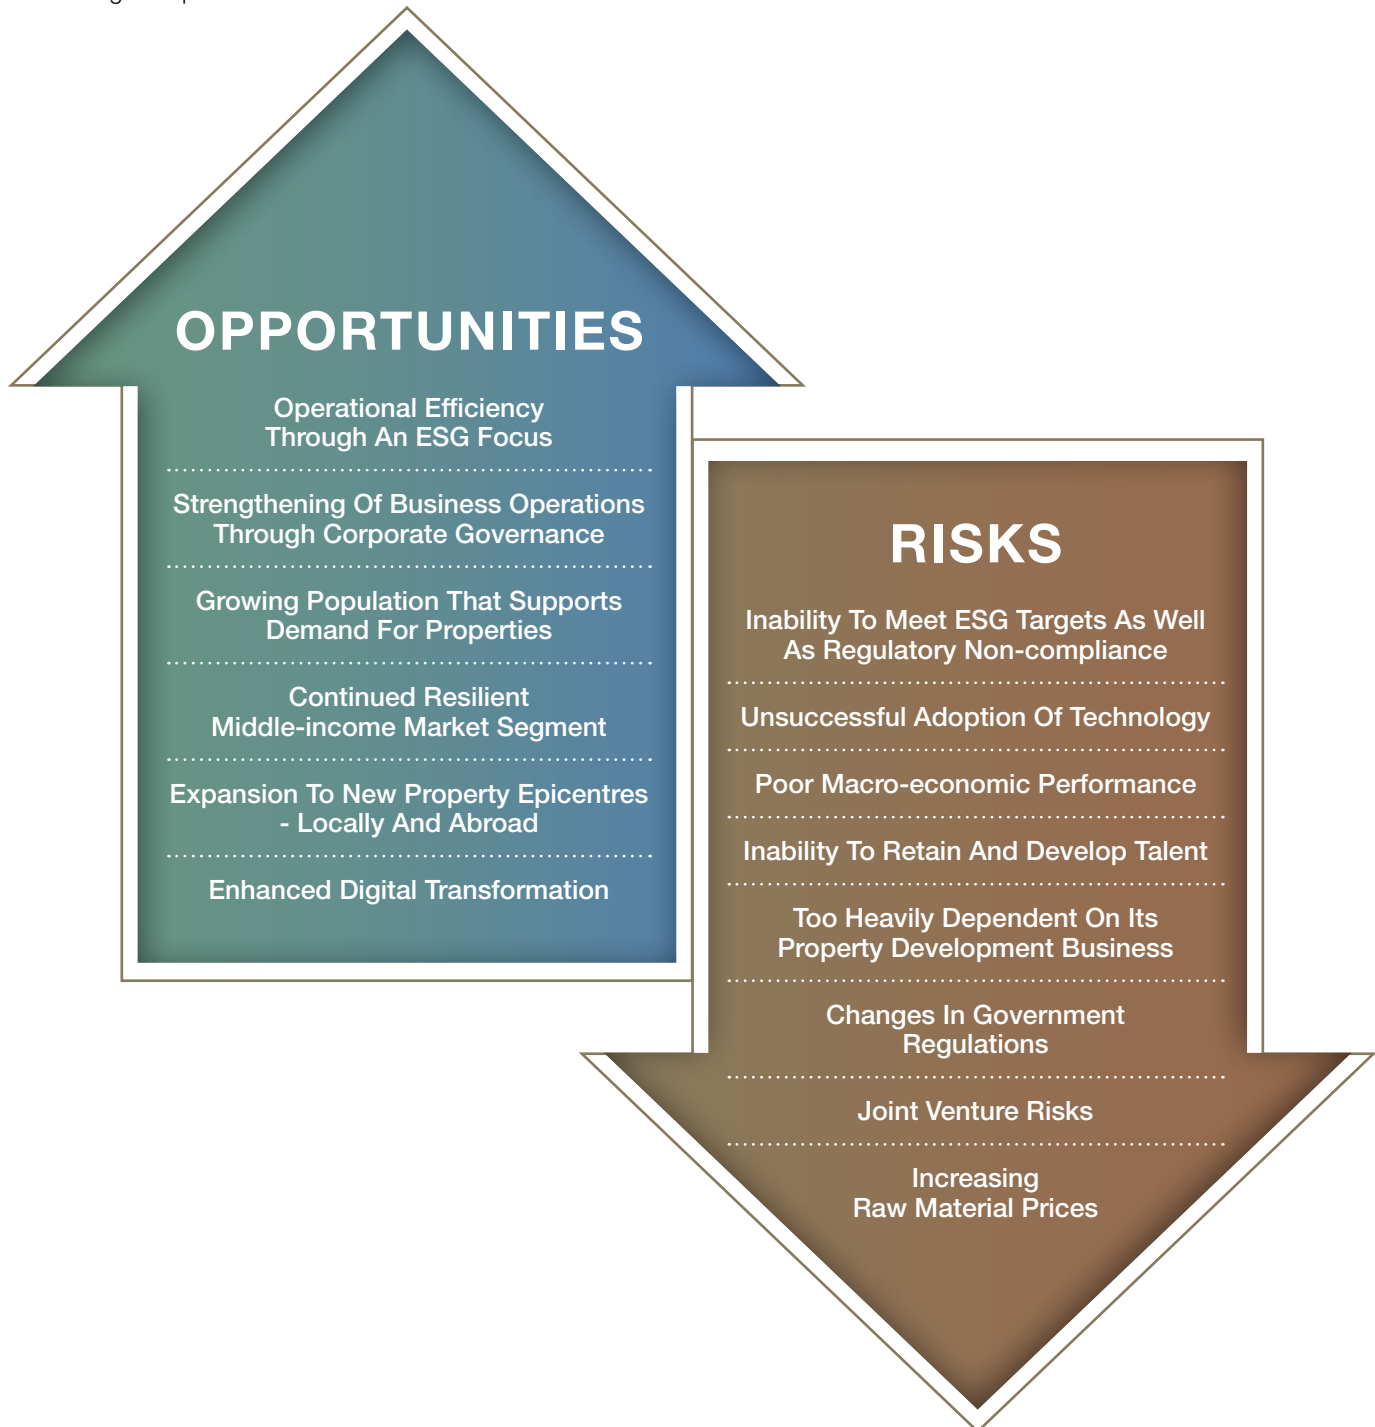 OPPORTUNITIES
Operational Efficiency
Through An ESG Focus
Strengthening Of Business Operations
Through Corporate Governance
Growing Population That Supports
Demand For Properties
Continued Resilient
Middle-income Market Segment
Expansion To New Property Epicentres
- Locally And Abroad
Enhanced Digital Transformation
RISKS
Inability To Meet ESG Targets As Well
As Regulatory Non-compliance
Unsuccessful Adoption Of Technology
Poor Macro-economic Performance
Inability To Retain And Develop Talent
Too Heavily Dependent On Its
Property Development Business
Changes In Government
Regulations
Joint Venture Risks
Increasing
Raw Material Prices